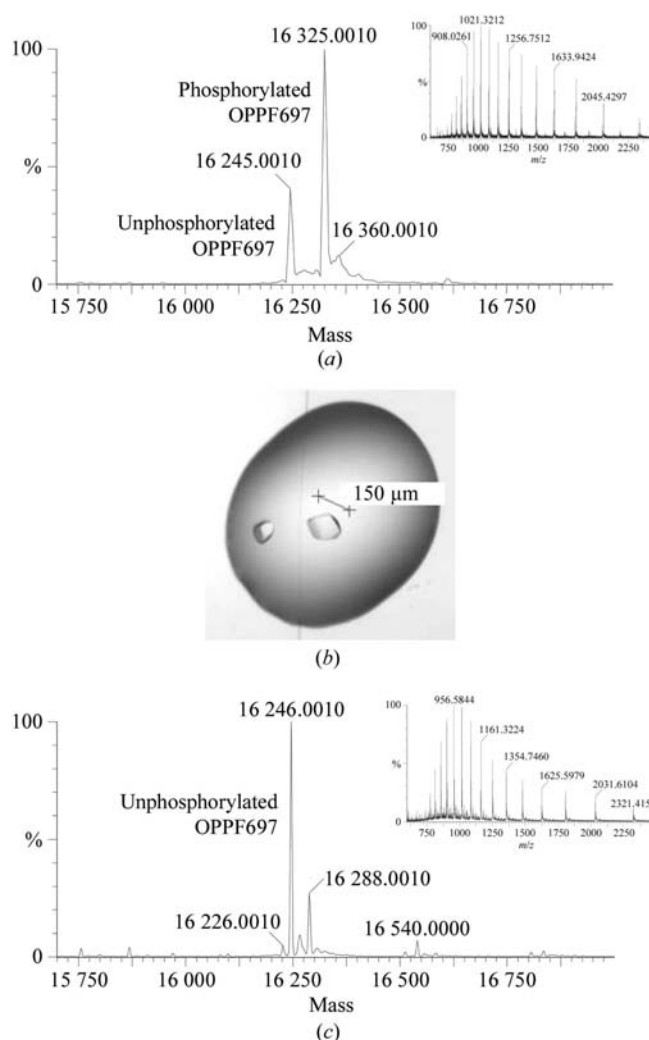 16 325.0010
100
Phosphorylated
OPPF697
%
16 245.0010
16 360.0010
Unphosphorylated
OPPF697
0
15 750 16 000 16 250 16 500 16 750
Mass
100
1021.3212
908.0261
1256.7512
1633.9424
%
2045.4297
0
750 1000 1250 1500 1750 2000 2250
m/z
(a)
150 μm
(b)
16 246.0010
100
Unphosphorylated
OPPF697
%
16 288.0010
16 226.0010
16 540.0000
0
15 750 16 000 16 250 16 500 16 750
Mass
100
956.5844
1161.3224
1354.7460
%
1625.5979
2031.6104
2321.415
0
750 1000 1250 1500 1750 2000 2250
m/z
(c)